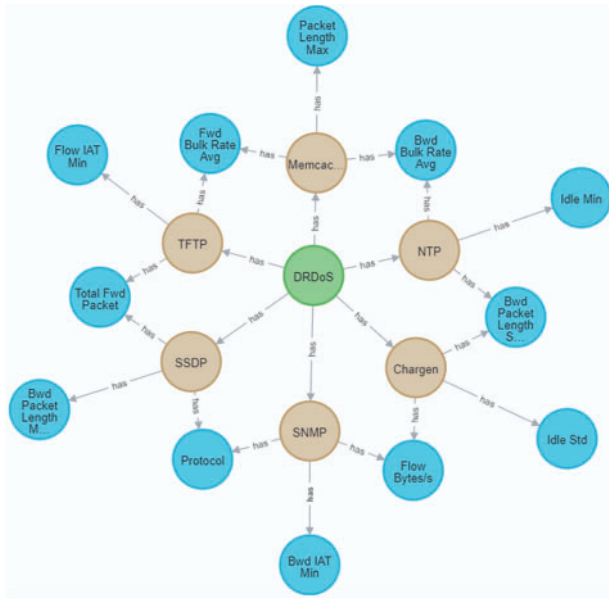 Packet
Length
Max
has
Fwd
Bulk Rate
Avg
has
Memcac...
has
Bwd
Bulk Rate
Avg
Flow IAT
Min
has
has
has
has
Idle Min
has
TFTP
has
DRDoS
has
NTP
has
has
Total Fwd
Packet
has
has
has
Bwd
Packet
Length
S...
has
SSDP
has
Chargen
has
Bwd
Packet
Length
M...
has
has
has
Idle Std
SNMP
Protocol
has
has
Flow
Bytes/s
has
Bwd IAT
Min